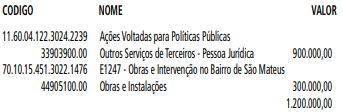 CODIGO NOME VALOR
11.60.04.122.3024.2239 Ações Voltadas para Políticas Públicas
33903900.00 Outros Serviços de Terceiros - Pessoa Jurídica 900.000,00
70.10.15.451.3022.1476 E1247 - Obras e Intervenção no Bairro de São Mateus
44905100.00 Obras e Instalações 300.000,00
1.200.000,00